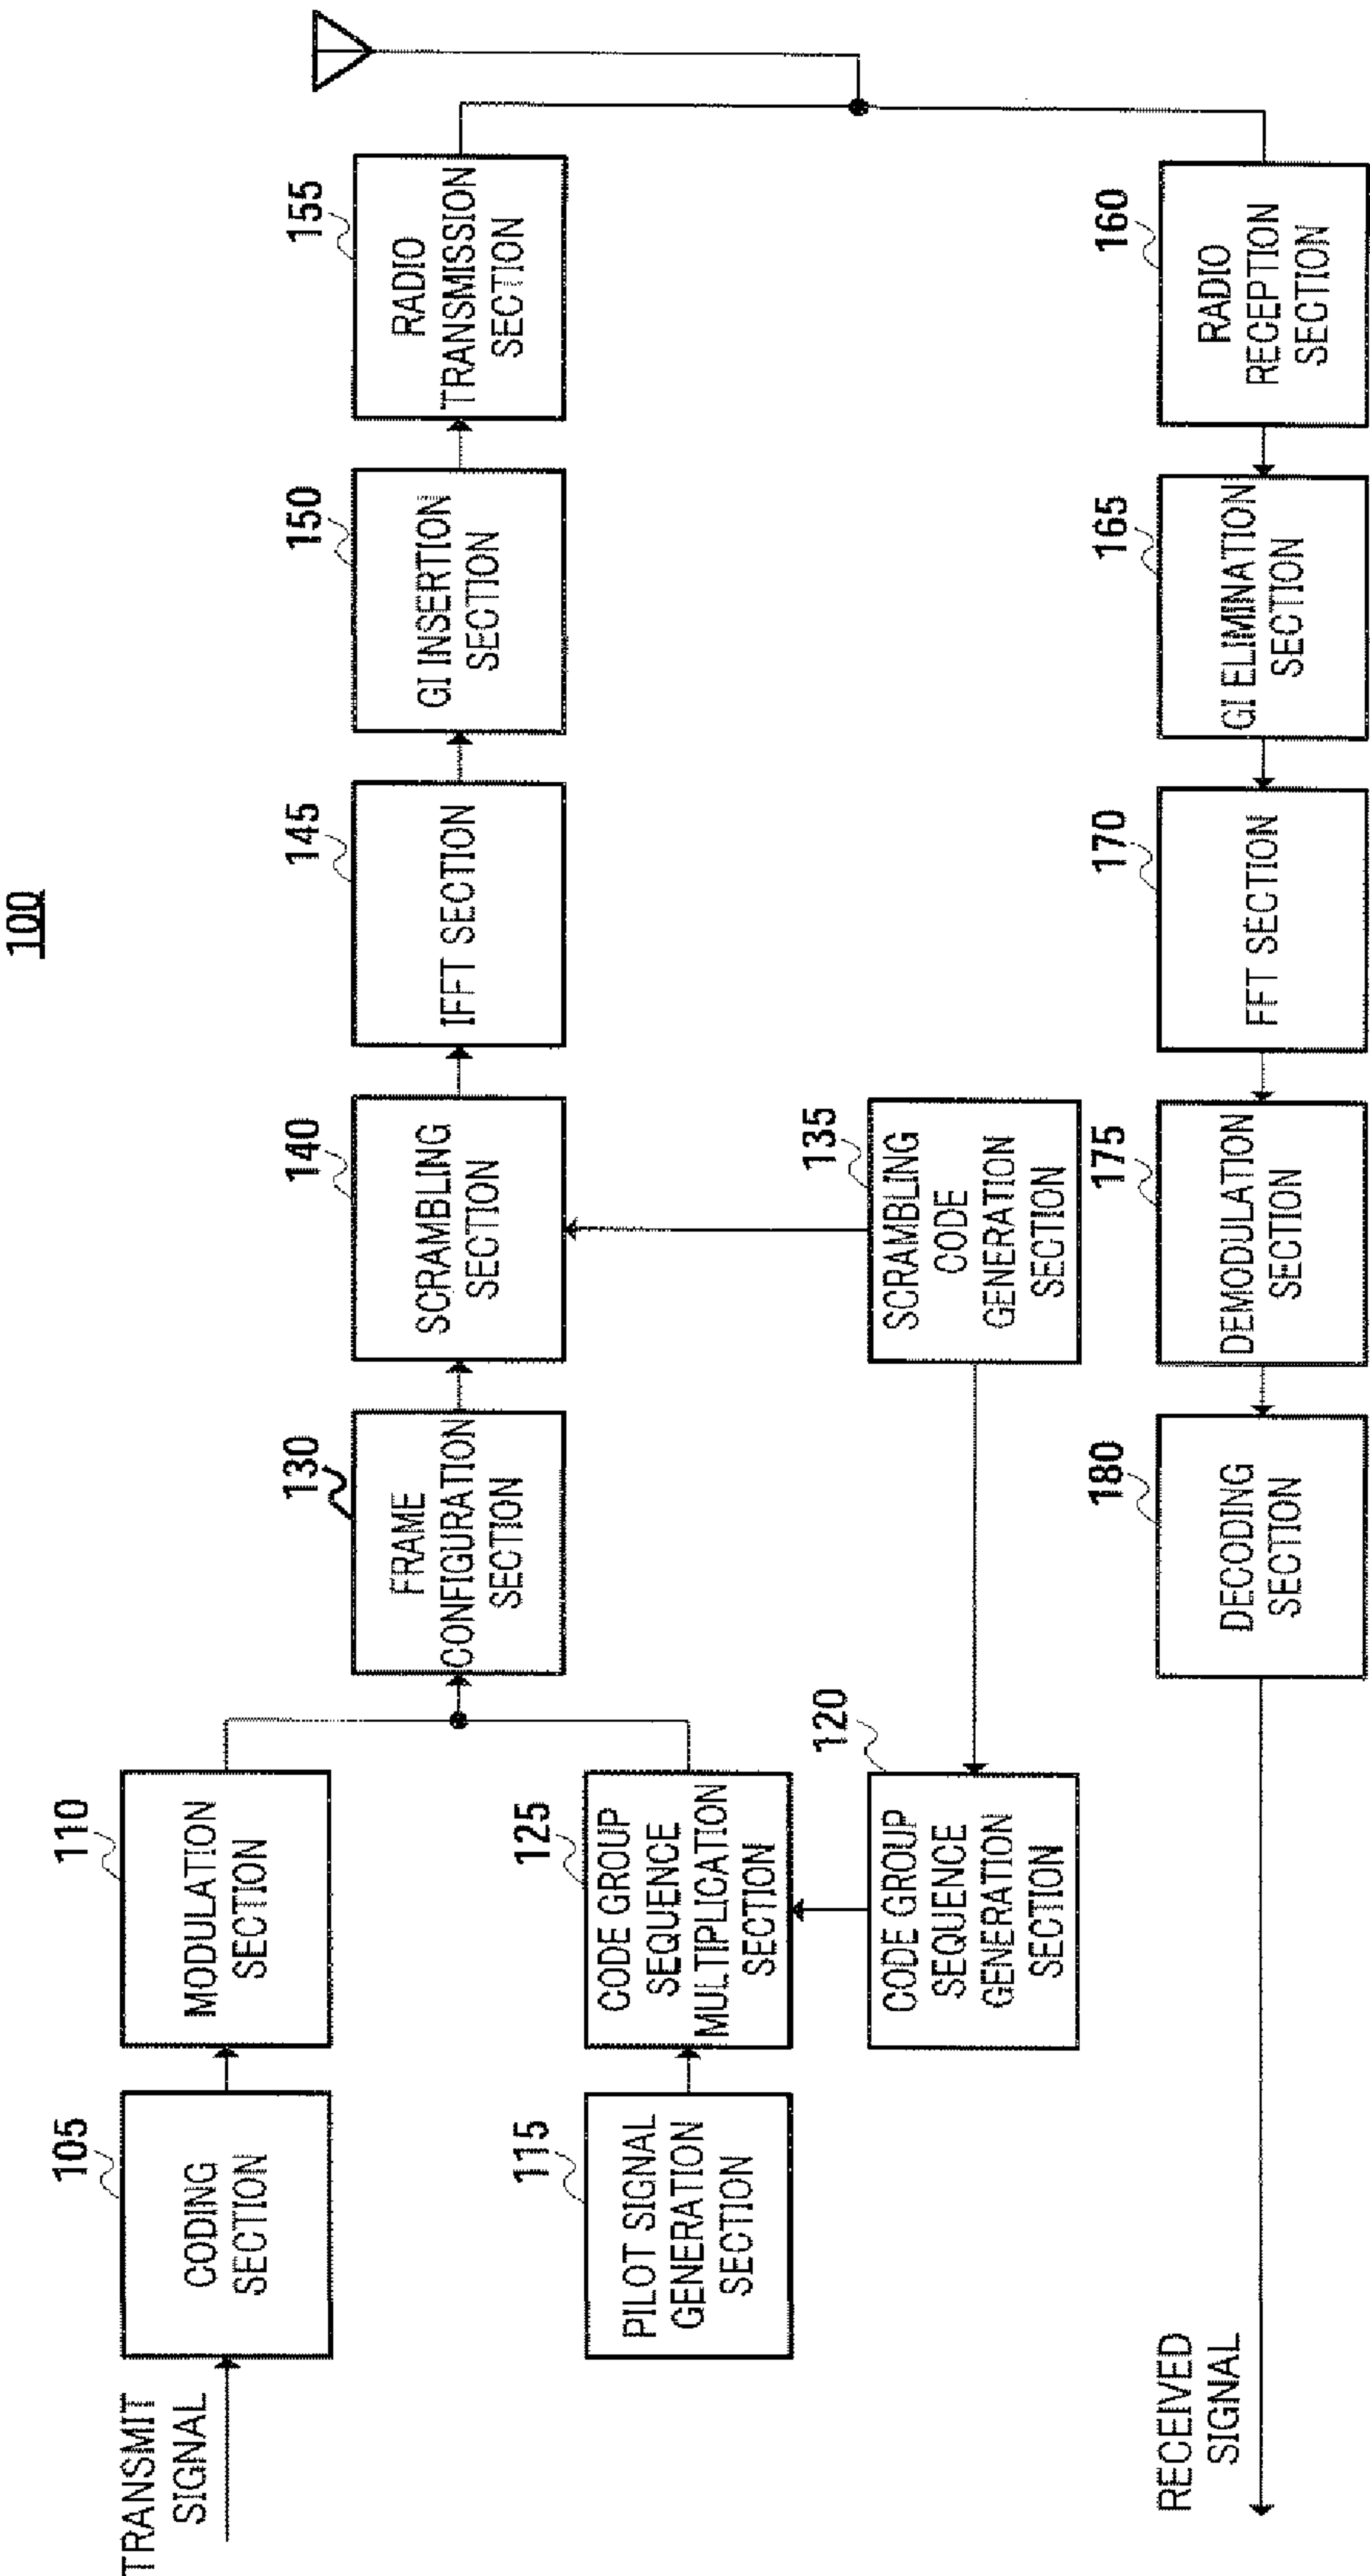 100
TRANSMIT
SIGNAL
105
CODING
SECTION
110
MODULATION
SECTION
115
PILOT SIGNAL
GENERATION
SECTION
125
CODE GROUP
SEQUENCE
MULTIPLICATION
SECTION
120
CODE GROUP
SEQUENCE
GENERATION
SECTION
130
FRAME
CONFIGURATION
SECTION
140
SCRAMBLING
SECTION
135
SCRAMBLING
CODE
GENERATION
SECTION
145
IFFT SECTION
150
GI INSERTION
SECTION
155
RADIO
TRANSMISSION
SECTION
RECEIVED
SIGNAL
180
DECODING
SECTION
175
DEMODULATION
SECTION
170
FFT SECTION
165
GI ELIMINATION
SECTION
160
RADIO
RECEPTION
SECTION